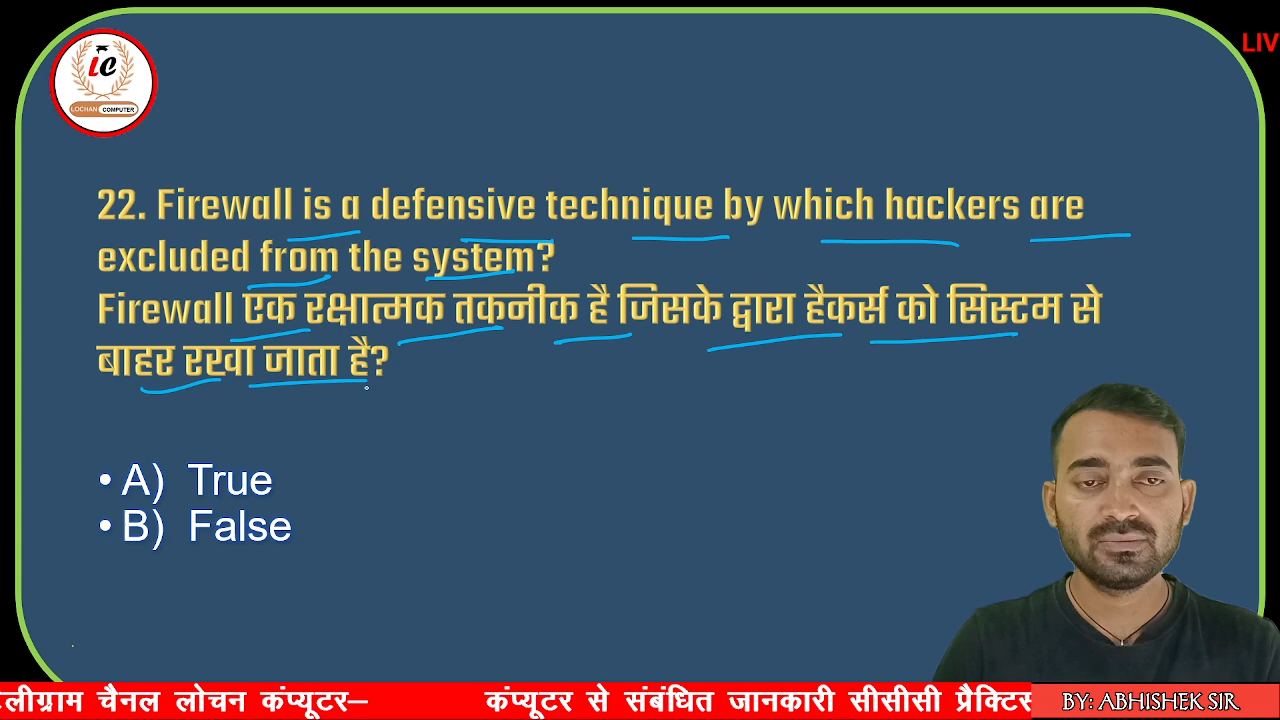 LIV
ic
LOCHAN COMPUTER
22. Firewall is a defensive technique by which hackers are
excluded from the system?
Firewall एक रक्षात्मक तकनीक है जिसके द्वारा हैकर्स को सिस्टम से
बाहर रखा जाता है?
• A) True
• B) False
टेलीग्राम चैनल लोचन कंप्यूटर– कंप्यूटर से संबंधित जानकारी सीसीसी प्रैक्टिस
BY: ABHISHEK SIR